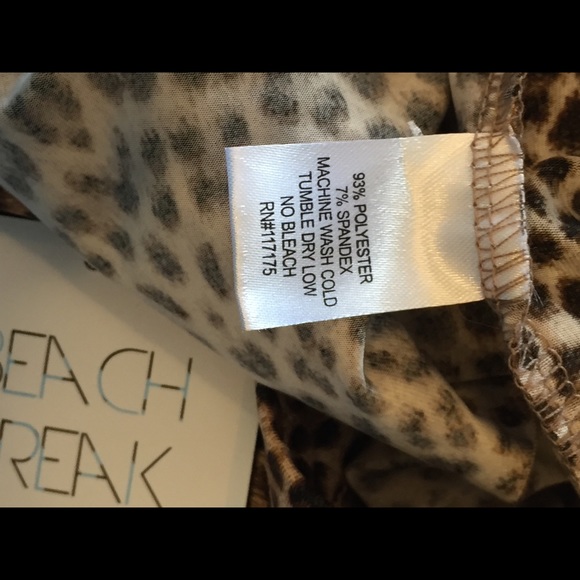 93% POLYESTER
7% SPANDEX
MACHINE WASH COLD
TUMBLE DRY LOW
NO BLEACH
RN#117175
BEACH
REAK